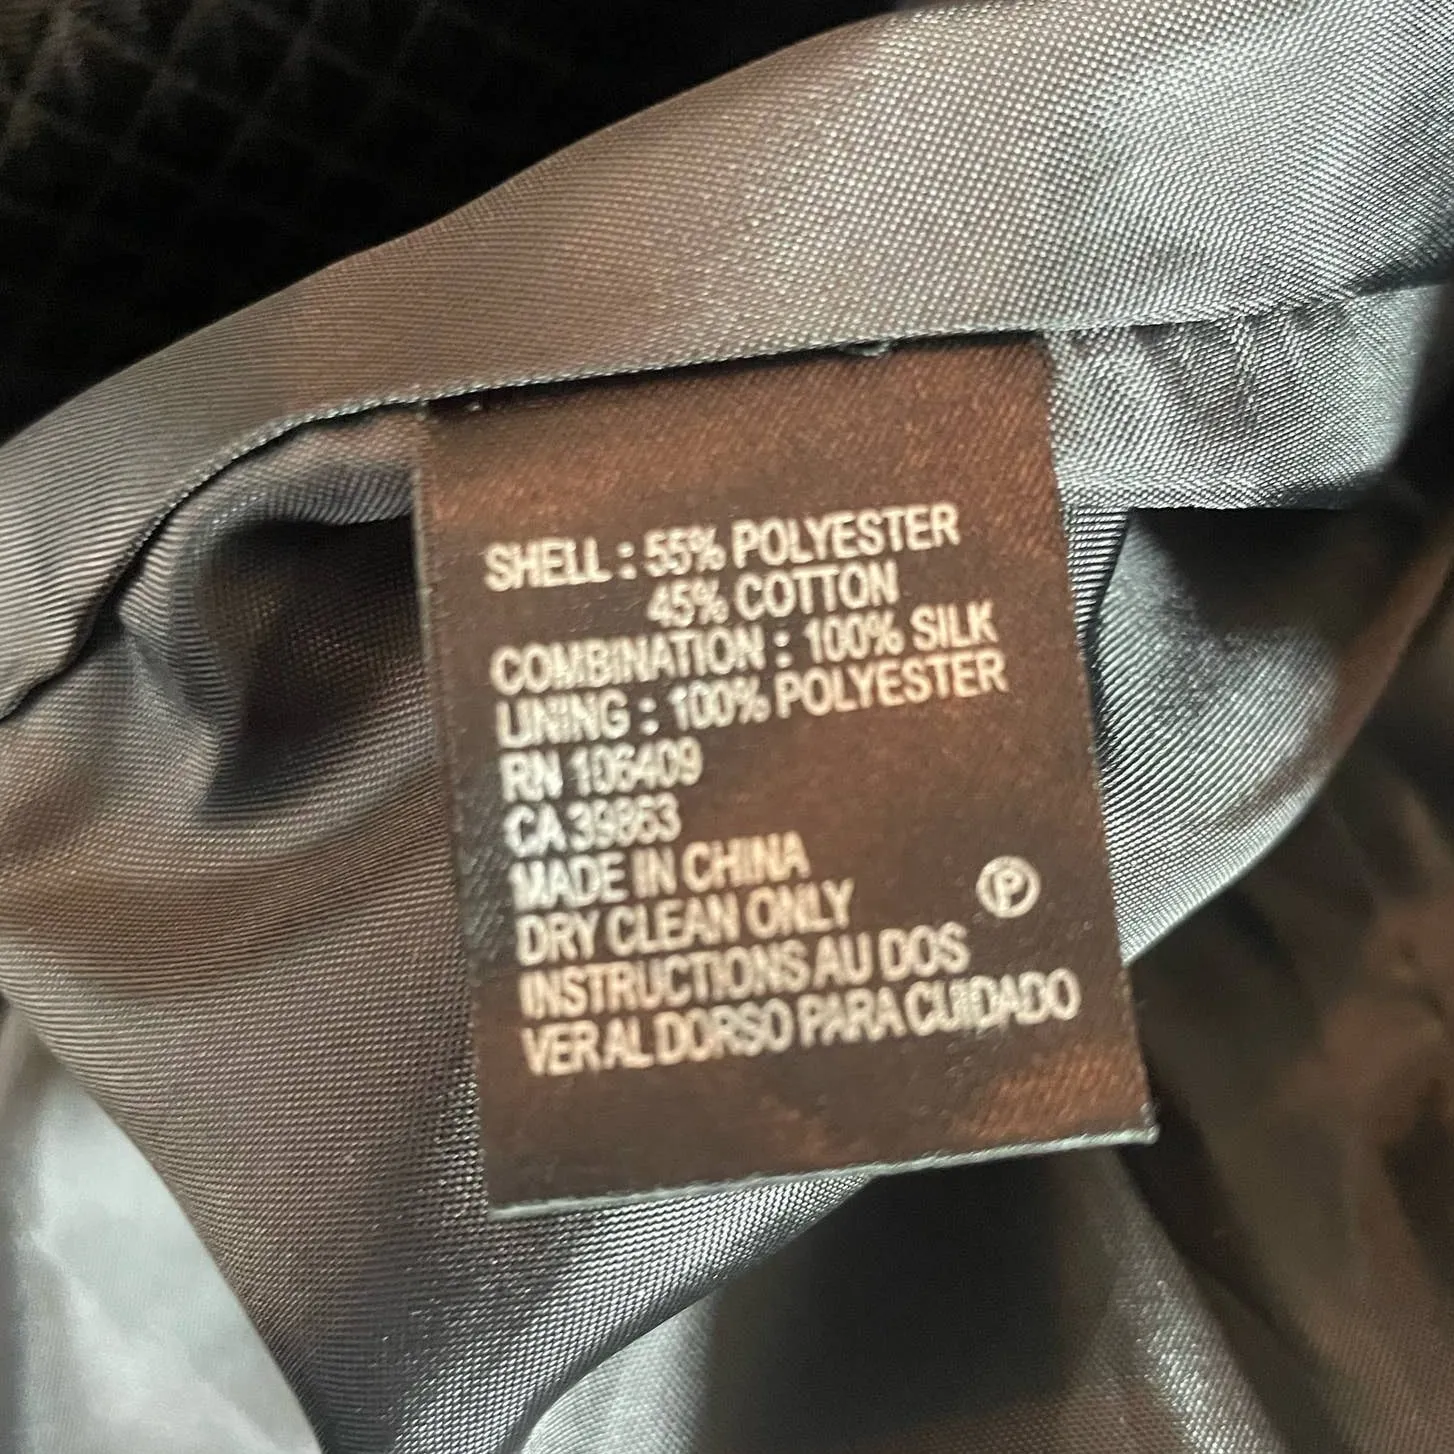 SHELL : 55% POLYESTER
45% COTTON
COMBINATION : 100% SILK
LINING : 100% POLYESTER
RN 106409
CA 39863
MADE IN CHINA
DRY CLEAN ONLY
P
INSTRUCTIONS AU DOS
VER AL DORSO PARA CUIDADO